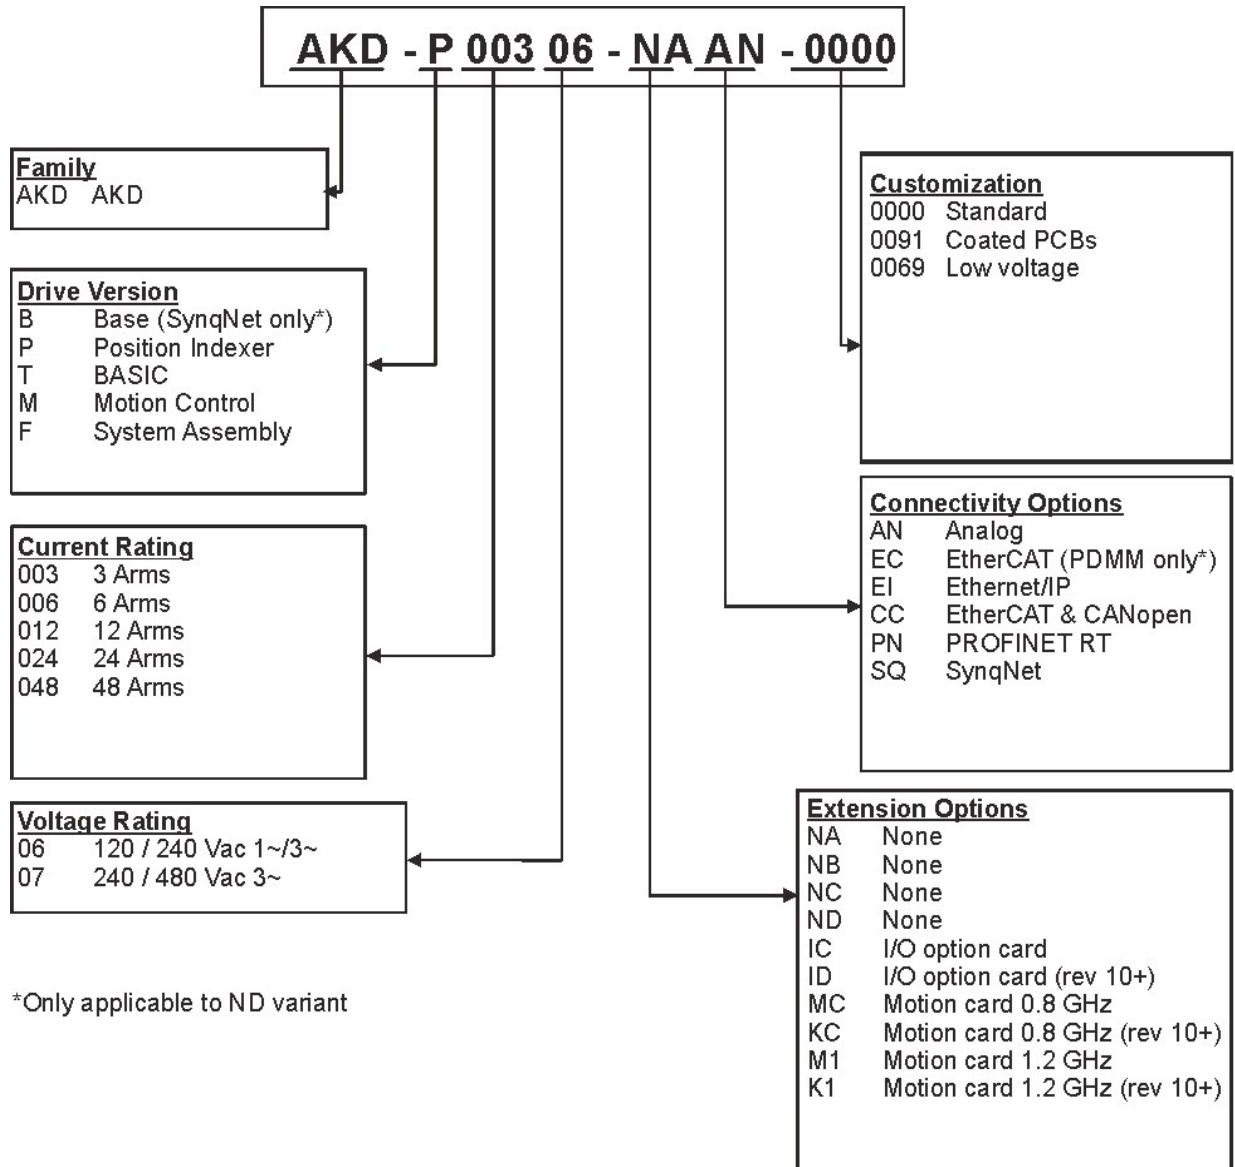 AKD - P 003 06 - NA AN - 0000
Family
AKD AKD
Drive Version
B Base (SynqNet only*)
P Position Indexer
T BASIC
M Motion Control
F System Assembly
Current Rating
003 3 Arms
006 6 Arms
012 12 Arms
024 24 Arms
048 48 Arms
Voltage Rating
06 120 / 240 Vac 1~/3~
07 240 / 480 Vac 3~
*Only applicable to ND variant
Customization
0000 Standard
0091 Coated PCBs
0069 Low voltage
Connectivity Options
AN Analog
EC EtherCAT (PDMM only*)
EI Ethernet/IP
CC EtherCAT & CANopen
PN PROFINET RT
SQ SynqNet
Extension Options
NA None
NB None
NC None
ND None
IC I/O option card
ID I/O option card (rev 10+)
MC Motion card 0.8 GHz
KC Motion card 0.8 GHz (rev 10+)
M1 Motion card 1.2 GHz
K1 Motion card 1.2 GHz (rev 10+)